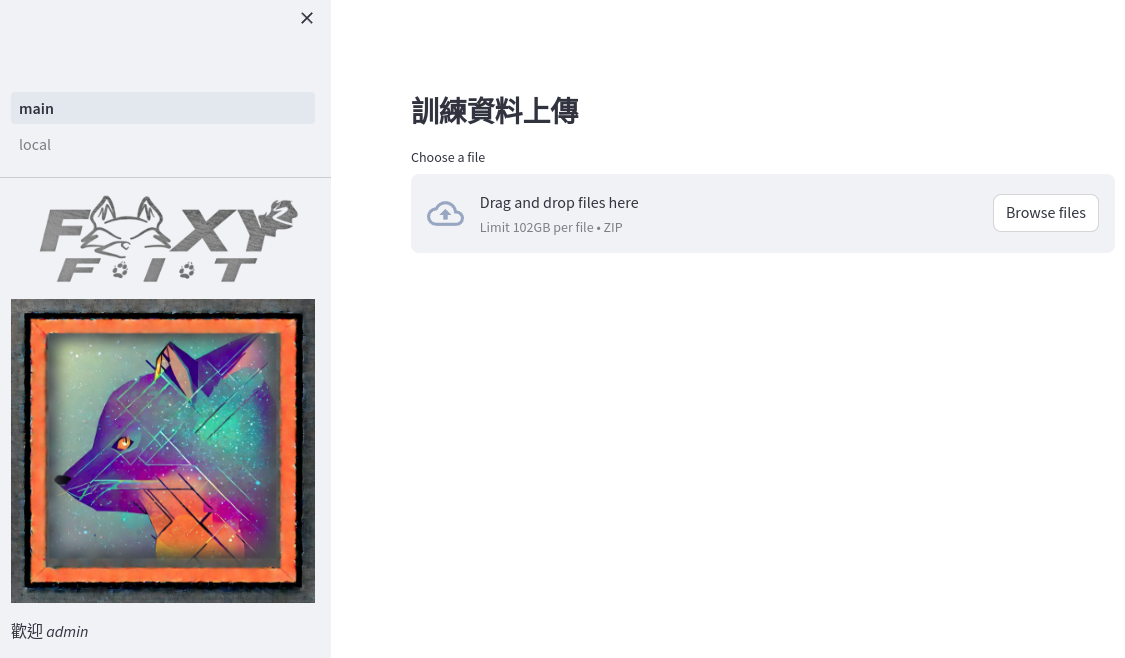 main
local
FOXY
F I T
歡迎 admin
訓練資料上傳
Choose a file
Drag and drop files here
Limit 102GB per file • ZIP
Browse files